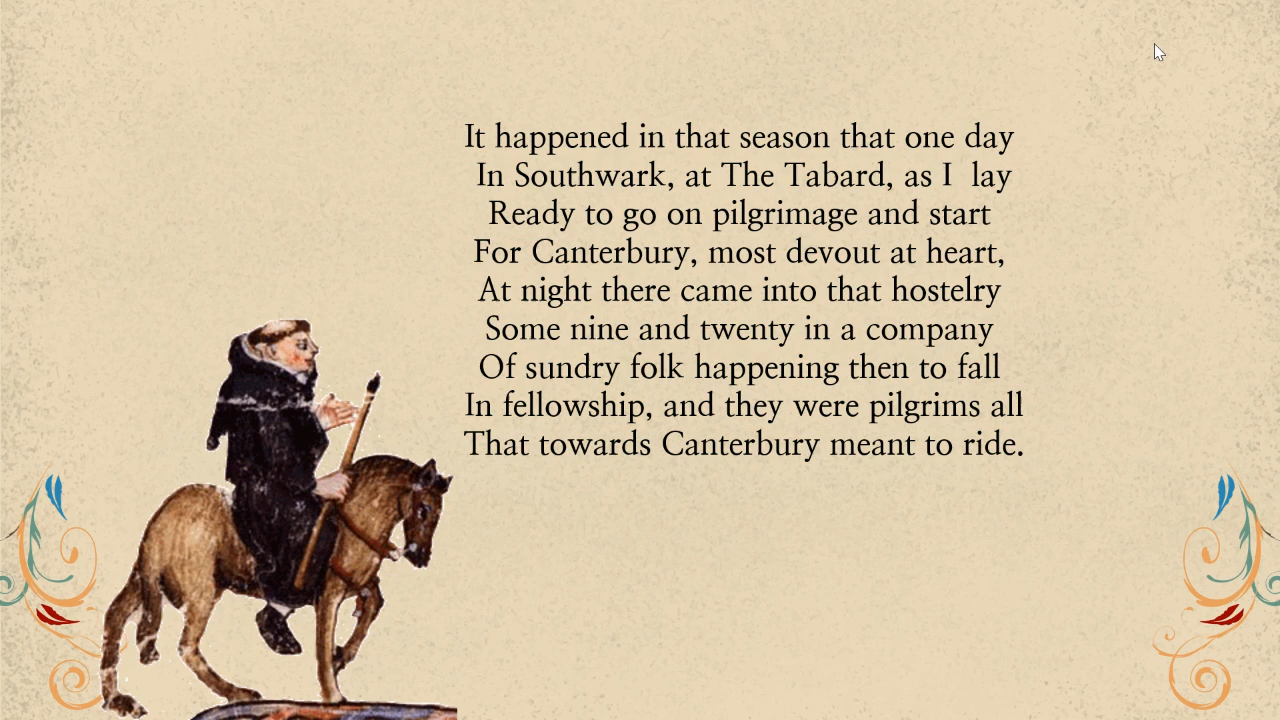 It happened in that season that one day
In Southwark, at The Tabard, as I lay
Ready to go on pilgrimage and start
For Canterbury, most devout at heart,
At night there came into that hostelry
Some nine and twenty in a company
Of sundry folk happening then to fall
In fellowship, and they were pilgrims all
That towards Canterbury meant to ride.